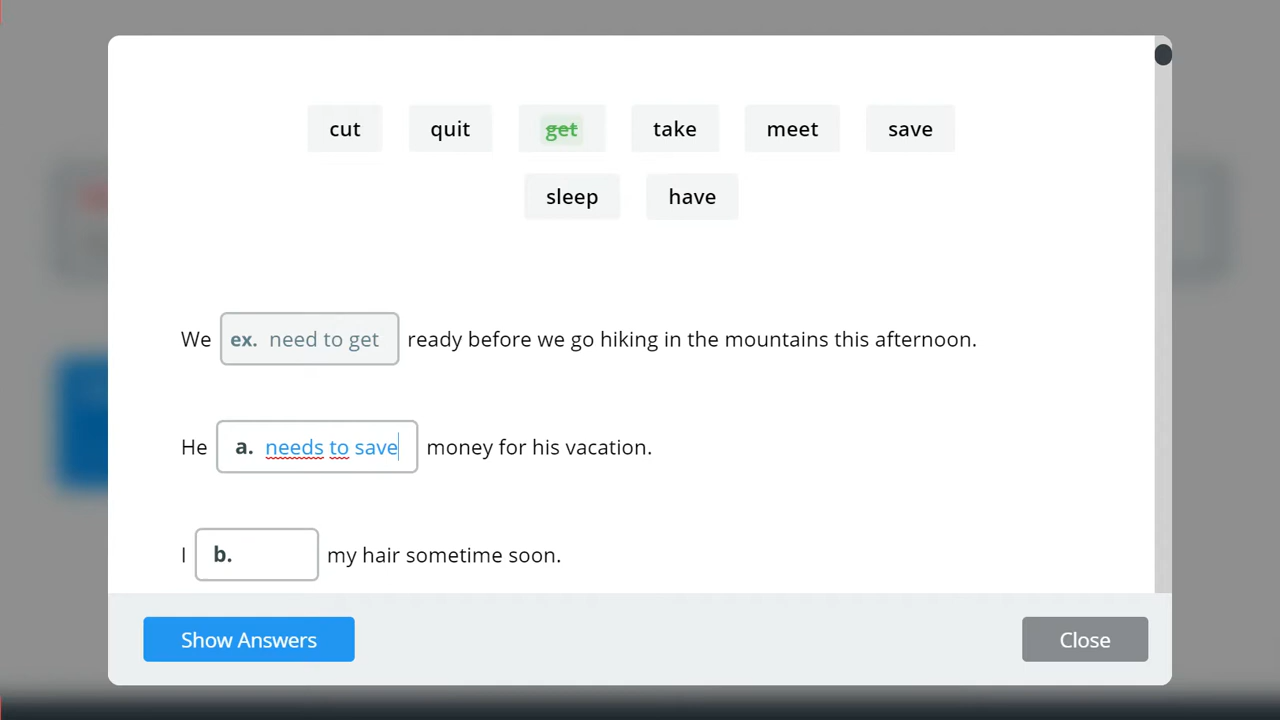 cut quit get take meet save
sleep have
We ex. need to get ready before we go hiking in the mountains this afternoon.
He a. needs to save money for his vacation.
I b. my hair sometime soon.
Show Answers Close